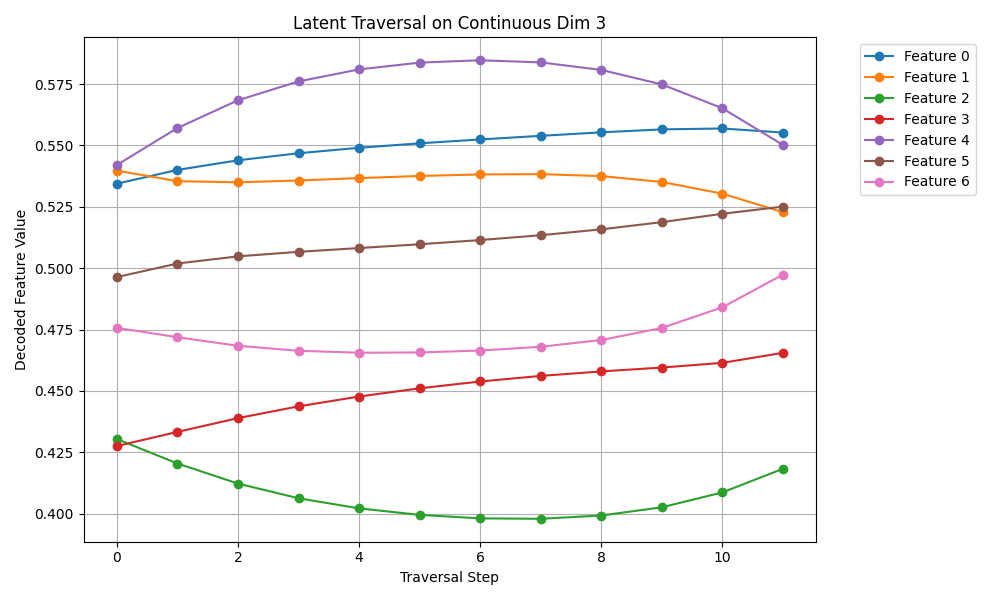 Latent Traversal on Continuous Dim 3
Decoded Feature Value
0.575
0.550
0.525
0.500
0.475
0.450
0.425
0.400
0 2 4 6 8 10
Traversal Step
Feature 0
Feature 1
Feature 2
Feature 3
Feature 4
Feature 5
Feature 6